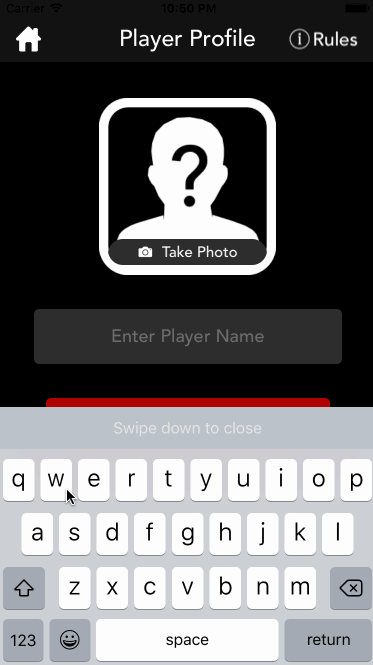 Carrier 10:50 PM
Player Profile
i Rules
?
Take Photo
Enter Player Name
Swipe down to close
q w e r t y u i o p
a s d f g h j k l
z x c v b n m
123 space return